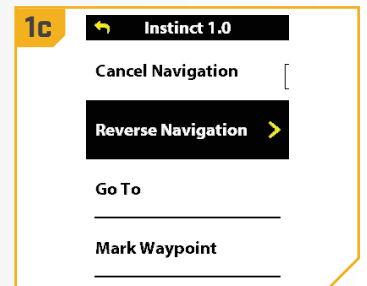 1c
Instinct 1.0
Cancel Navigation
Reverse Navigation
Go To
Mark Waypoint